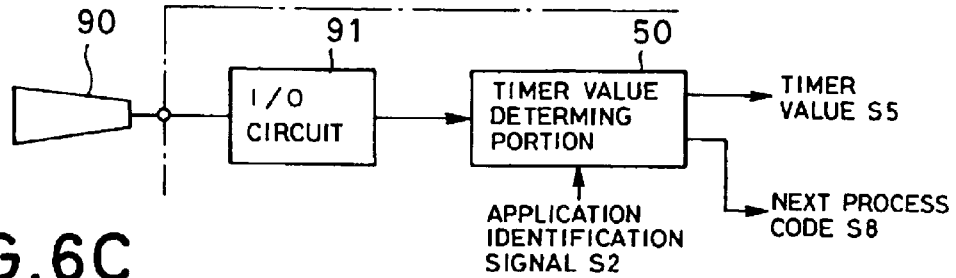 90
91
50
I/O
CIRCUIT
TIMER VALUE
DETERMING
PORTION
TIMER
VALUE S5
NEXT PROCESS
CODE S8
APPLICATION
IDENTIFICATION
SIGNAL S2
G.6C